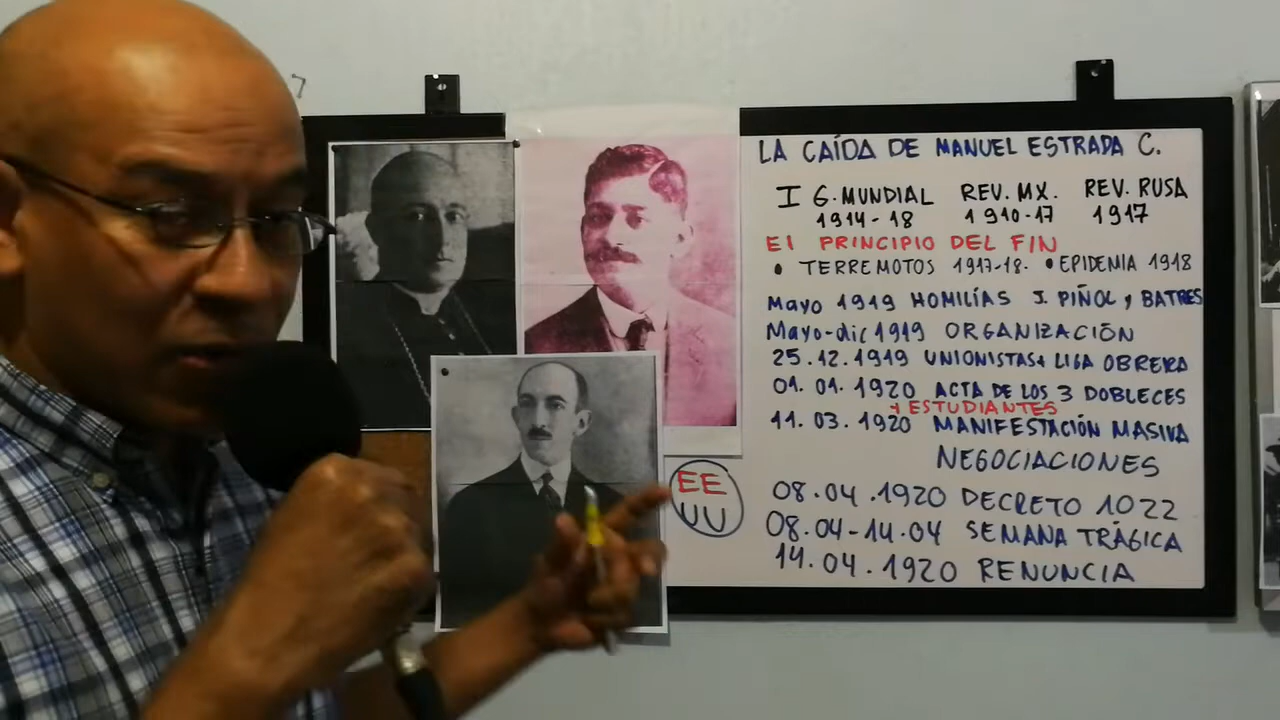 LA CAÍDA DE MANUEL ESTRADA C.
I G. MUNDIAL REV. MX. REV. RUSA
1914-18 1910-17 1917
El PRINCIPIO DEL FIN
• TERREMOTOS 1917-18. • EPIDEMIA 1918
Mayo 1919 HOMILÍAS J. PIÑOL y BATRES
Mayo-dic 1919 ORGANIZACIÓN
25.12.1919 UNIONISTAS + LIGA OBRERA
01.01.1920 ACTA DE LOS 3 DOBLECES
+ ESTUDIANTES
11.03.1920 MANIFESTACIÓN MASIVA
NEGOCIACIONES
EE
UU
08.04.1920 DECRETO 1022
08.04-14.04 SEMANA TRÁGICA
14.04.1920 RENUNCIA